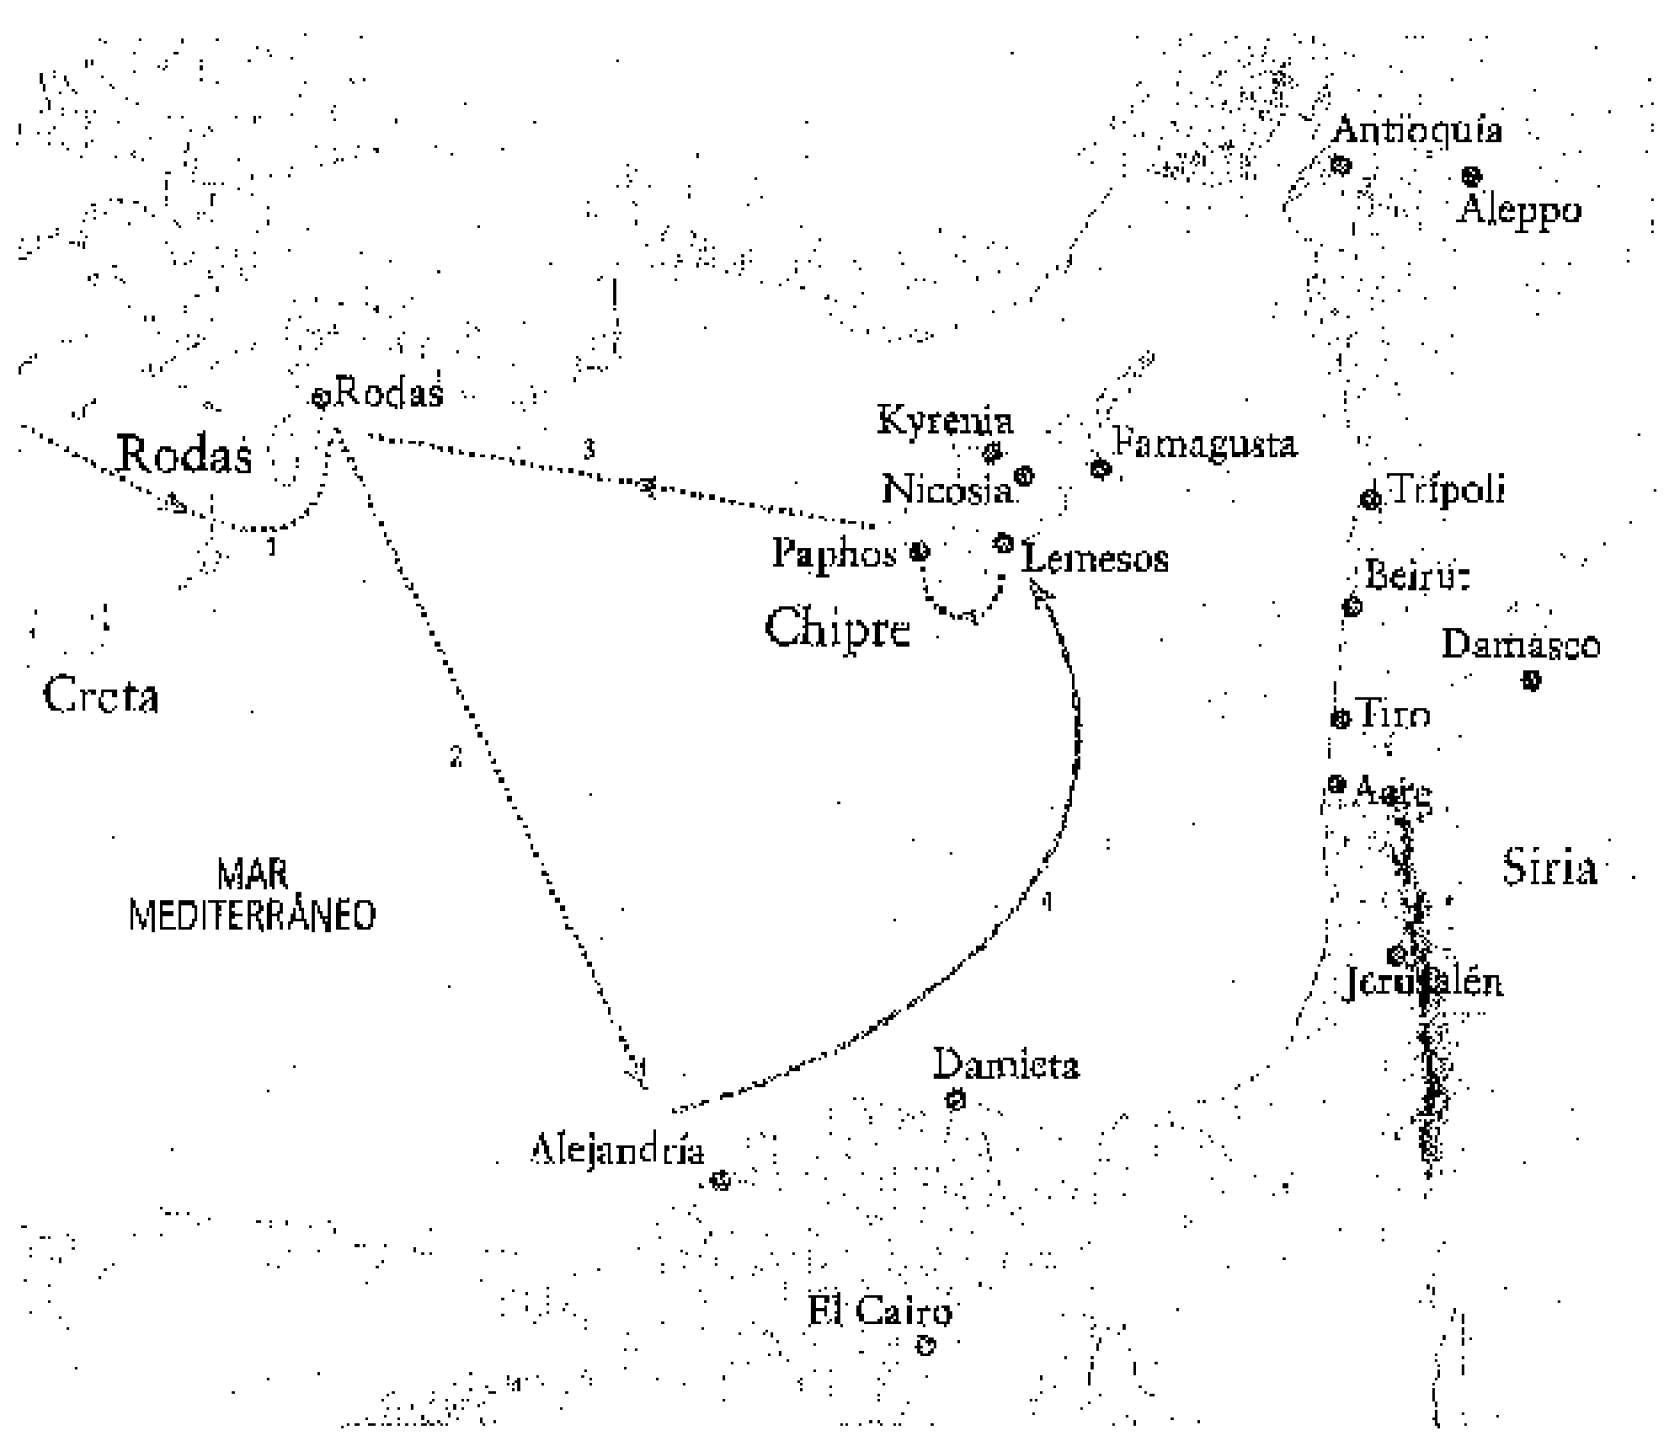 Antioquía
Aleppo
Rodas
Rodas
3
Kyrenia
Famagusta
Nicosia
Trípoli
1
Paphos
Lemesos
Beirut
Chipre
Damasco
Creta
Tiro
2
Acre
MAR
MEDITERRÁNEO
Siria
4
Jerusalén
Damieta
Alejandría
El Cairo